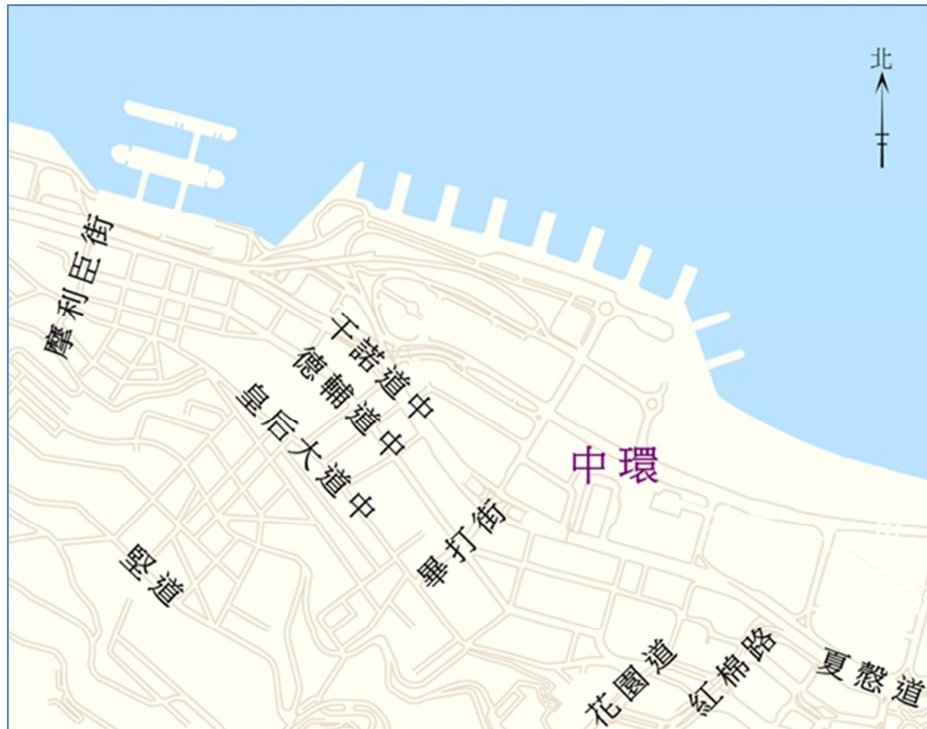 北
摩利臣街
干諾道中
德輔道中
皇后大道中
中環
畢打街
堅道
花園道
紅棉路
夏慤道